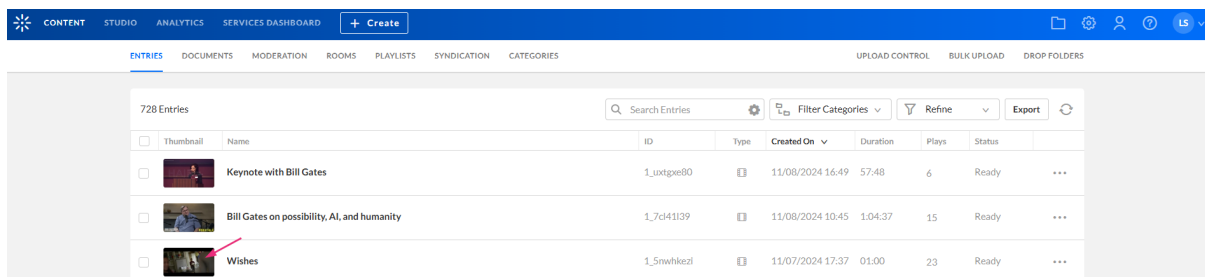 CONTENT STUDIO ANALYTICS SERVICES DASHBOARD + Create LS
ENTRIES DOCUMENTS MODERATION ROOMS PLAYLISTS SYNDICATION CATEGORIES UPLOAD CONTROL BULK UPLOAD DROP FOLDERS
728 Entries Search Entries Filter Categories Refine Export
Thumbnail Name ID Type Created On Duration Plays Status
Keynote with Bill Gates 1_uxtgxe80 11/08/2024 16:49 57:48 6 Ready
Bill Gates on possibility, AI, and humanity 1_7cl41l39 11/08/2024 10:45 1:04:37 15 Ready
Wishes 1_5nwhkezi 11/07/2024 17:37 01:00 23 Ready